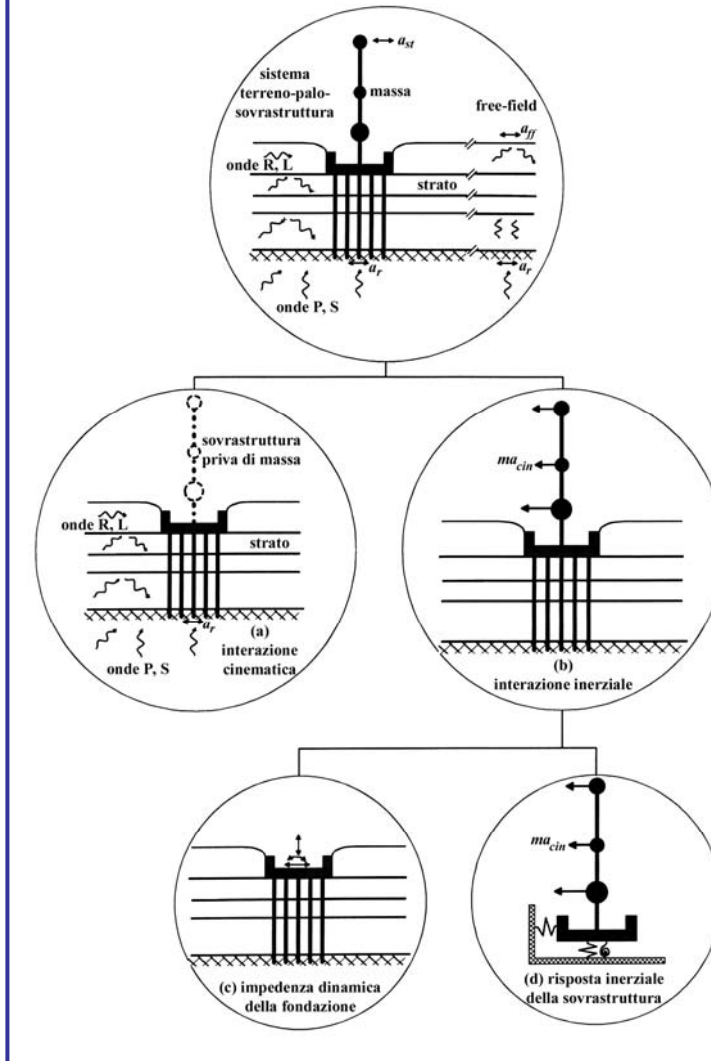 a_st
sistema
terreno-palo-
sovrastruttura
massa
free-field
a_ff
onde R, L
strato
a_r
a_r
onde P, S
sovrastruttura
priva di massa
onde R, L
strato
a_r
(a)
interazione
cinematica
onde P, S
ma_cin
(b)
interazione inerziale
(c) impedenza dinamica
della fondazione
ma_cin
(d) risposta inerziale
della sovrastruttura